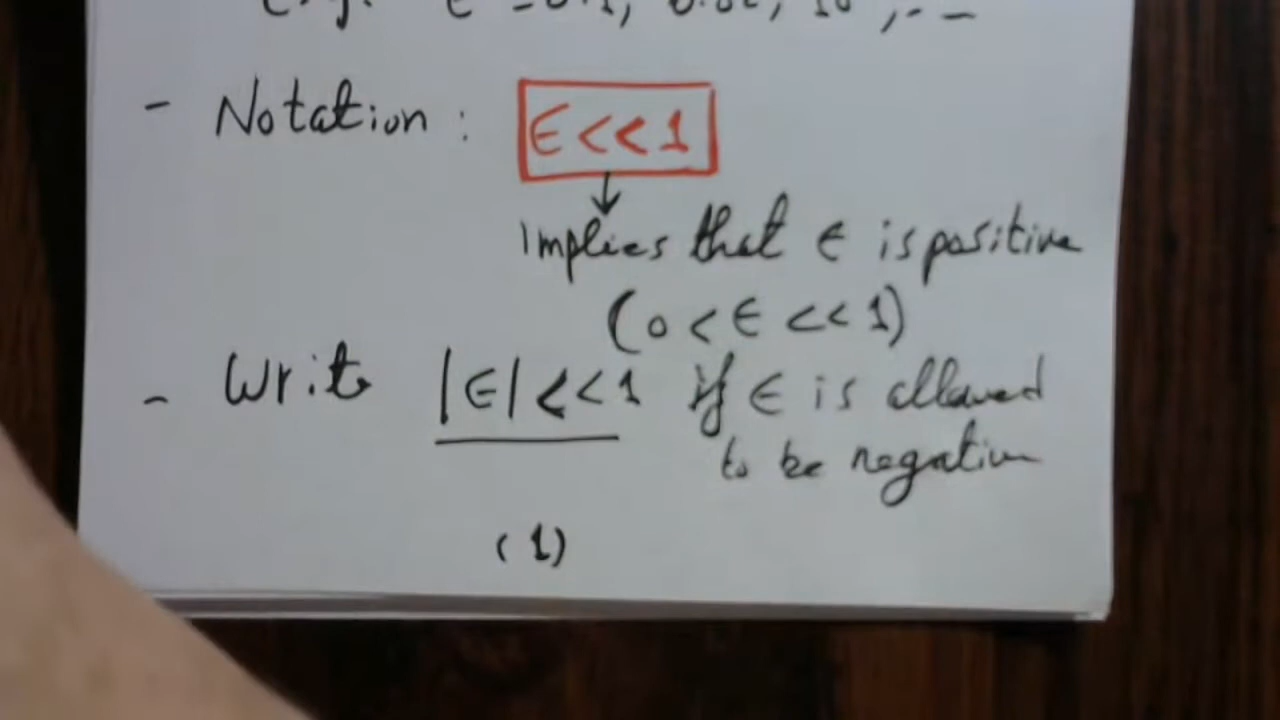 - Notation : ϵ << 1
Implies that ϵ is positive
(0 < ϵ << 1)
- Write |ϵ| << 1 if ϵ is allowed
to be negative
(1)